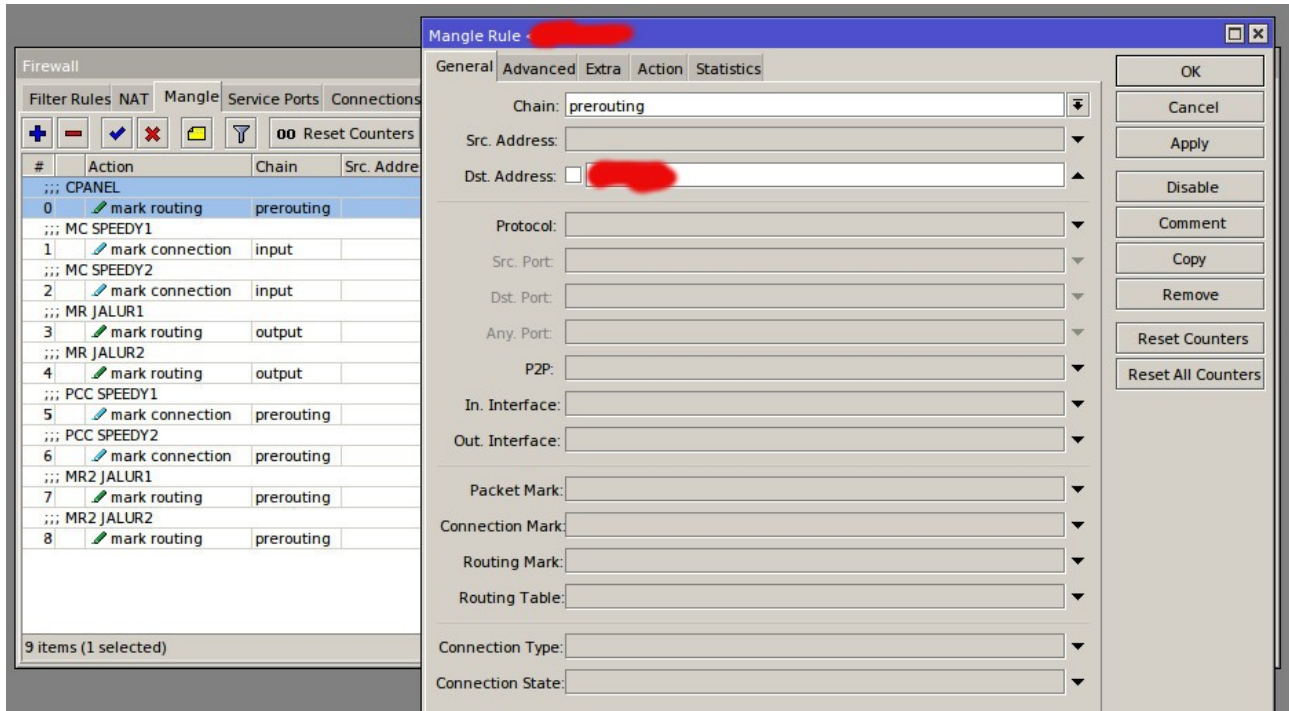 Firewall
Filter Rules NAT Mangle Service Ports Connections
00 Reset Counters
# Action Chain Src. Addre
;;; CPANEL
0 mark routing prerouting
;;; MC SPEEDY1
1 mark connection input
;;; MC SPEEDY2
2 mark connection input
;;; MR JALUR1
3 mark routing output
;;; MR JALUR2
4 mark routing output
;;; PCC SPEEDY1
5 mark connection prerouting
;;; PCC SPEEDY2
6 mark connection prerouting
;;; MR2 JALUR1
7 mark routing prerouting
;;; MR2 JALUR2
8 mark routing prerouting
9 items (1 selected)
Mangle Rule <
General Advanced Extra Action Statistics
Chain: prerouting
Src. Address:
Dst. Address:
Protocol:
Src. Port:
Dst. Port:
Any. Port:
P2P:
In. Interface:
Out. Interface:
Packet Mark:
Connection Mark:
Routing Mark:
Routing Table:
Connection Type:
Connection State:
OK
Cancel
Apply
Disable
Comment
Copy
Remove
Reset Counters
Reset All Counters